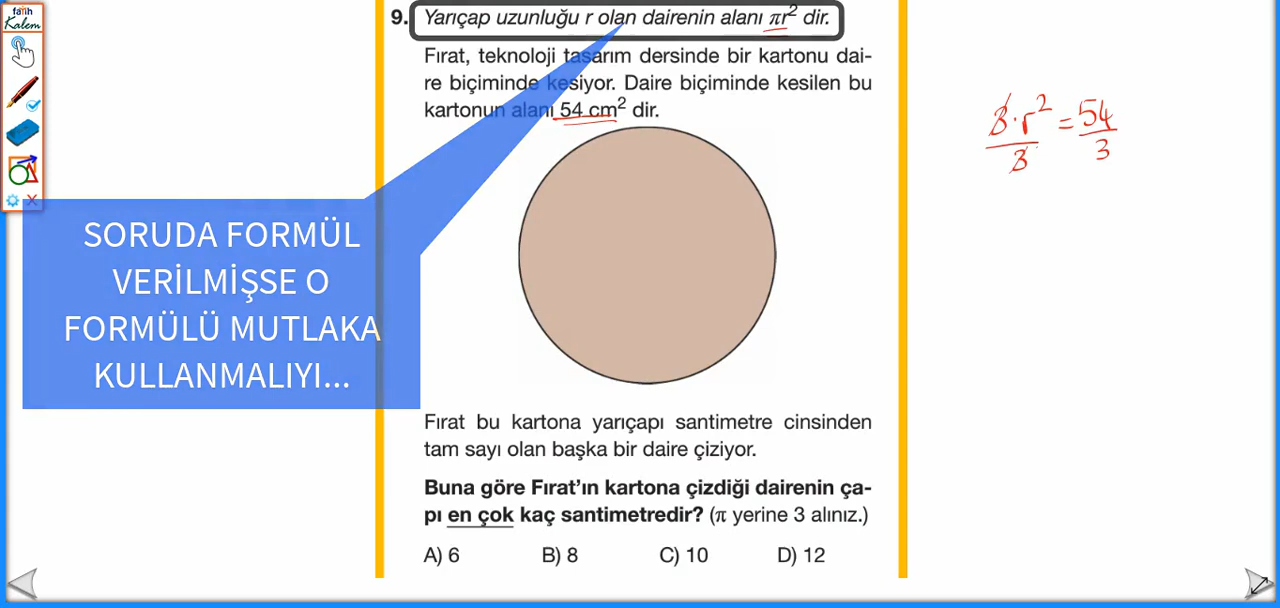 fatih
Kalem
9. Yarıçap uzunluğu r olan dairenin alanı πr² dir.
Fırat, teknoloji tasarım dersinde bir kartonu dai-
re biçiminde kesiyor. Daire biçiminde kesilen bu
kartonun alanı 54 cm² dir.
3·r² = 54
3 3
SORUDA FORMÜL
VERİLMİŞSE O
FORMÜLÜ MUTLAKA
KULLANMALIYI...
Fırat bu kartona yarıçapı santimetre cinsinden
tam sayı olan başka bir daire çiziyor.
Buna göre Fırat'ın kartona çizdiği dairenin ça-
pı en çok kaç santimetredir? (π yerine 3 alınız.)
A) 6 B) 8 C) 10 D) 12